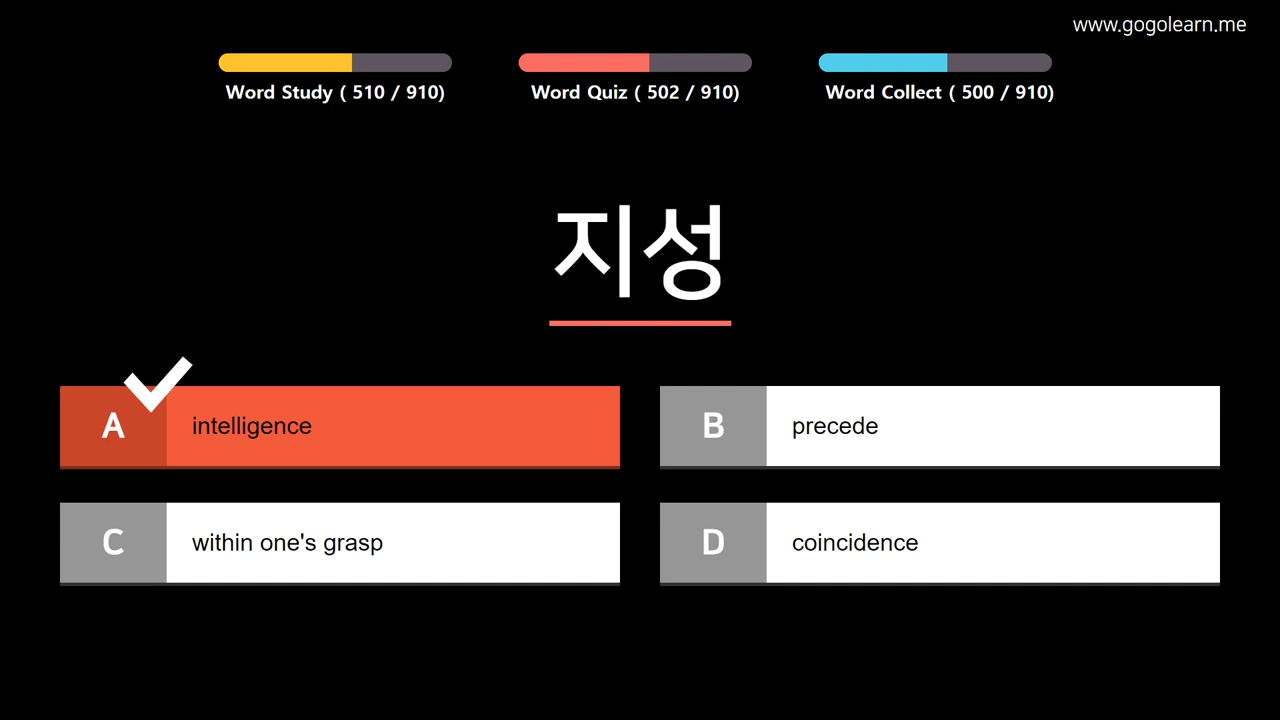 www.gogolearn.me
Word Study ( 510 / 910)
Word Quiz ( 502 / 910)
Word Collect ( 500 / 910)
지성
A
intelligence
B
precede
C
within one's grasp
D
coincidence